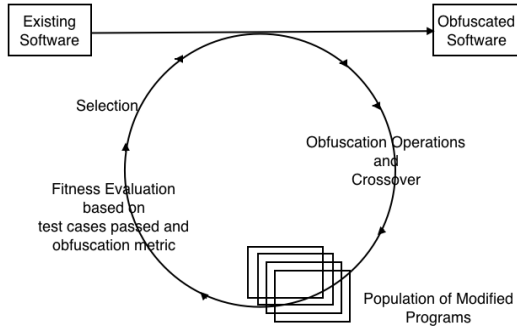 Existing
Software
Obfuscated
Software
Selection
Obfuscation Operations
and
Crossover
Fitness Evaluation
based on
test cases passed and
obfuscation metric
Population of Modified
Programs